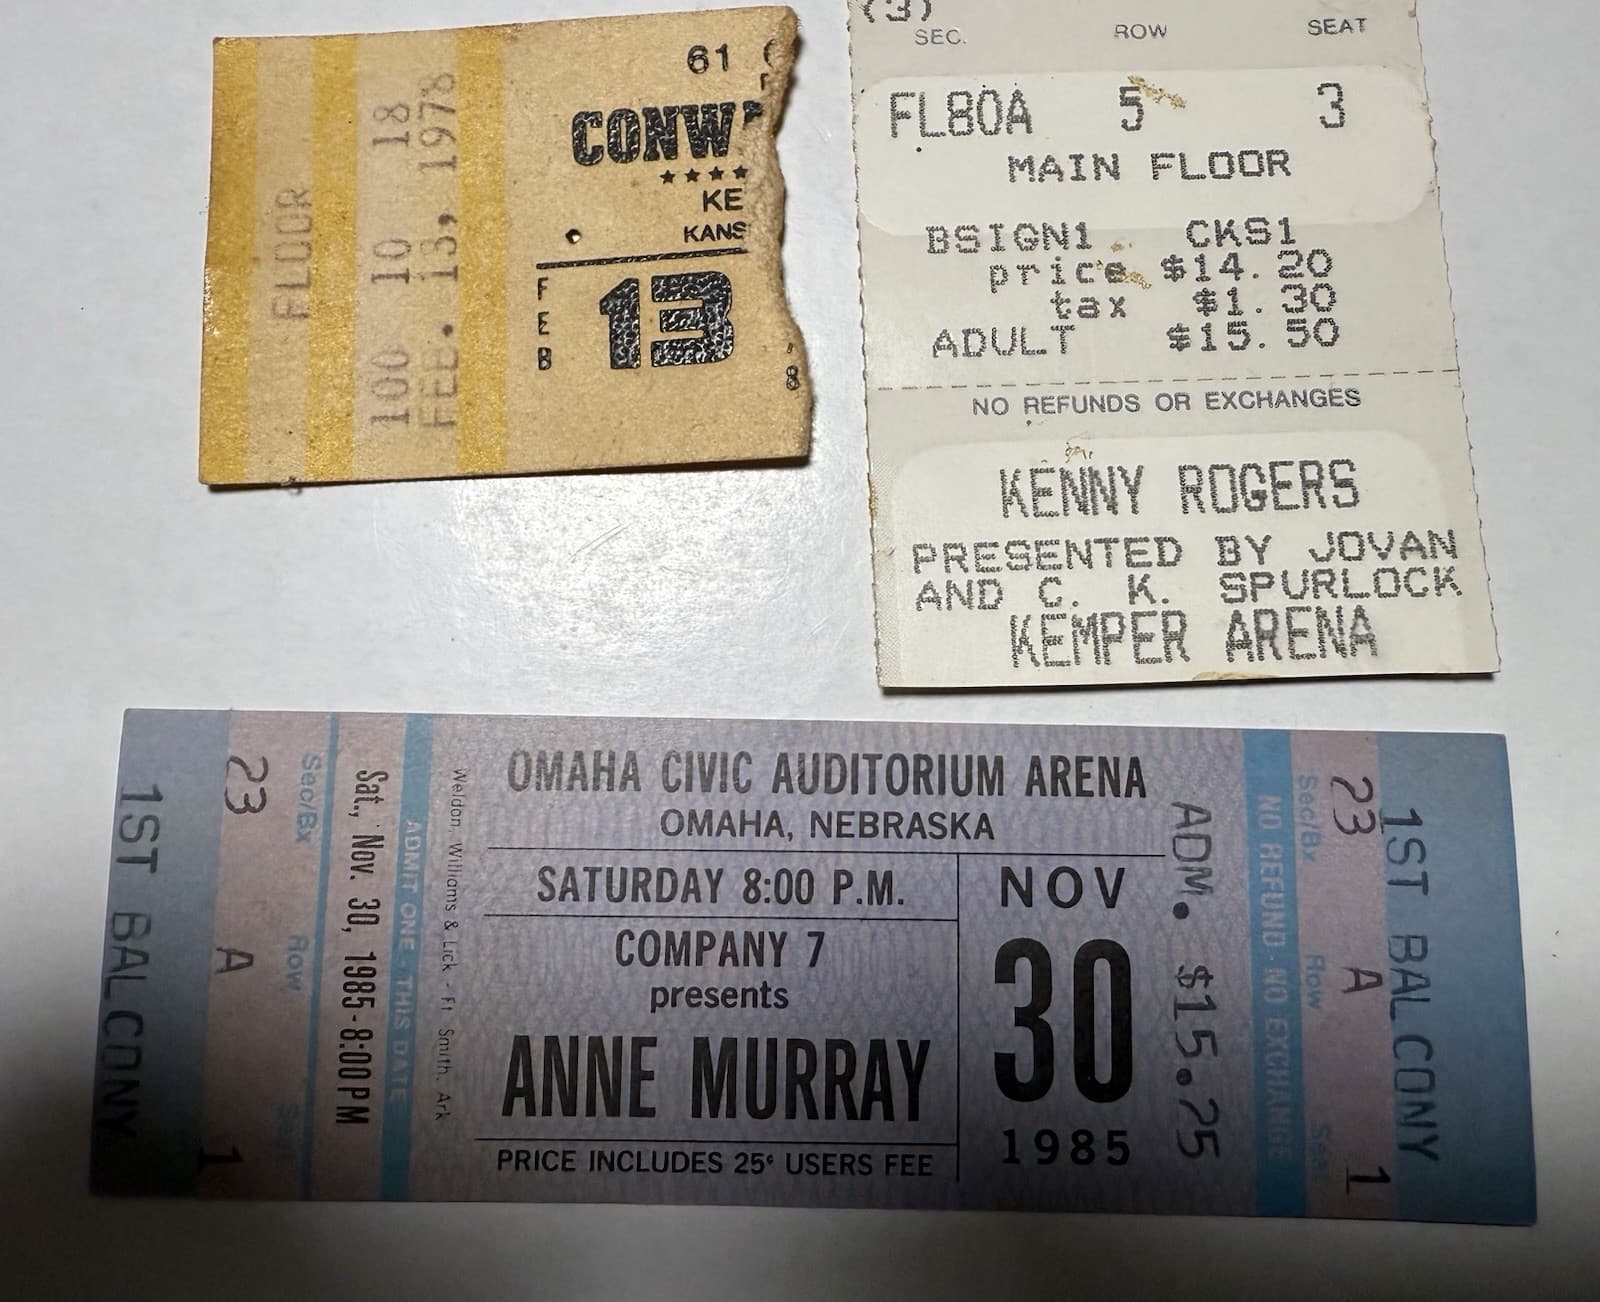 FLOOR
100 10 18
FEE. 13, 1978
61
CONW
★★★★
KE
KANS
FEB
13
8
(3)
SEC. ROW SEAT
FLBOA 5 3
MAIN FLOOR
BSIGN1 CKS1
price $14.20
tax $1.30
ADULT $15.50
NO REFUNDS OR EXCHANGES
KENNY ROGERS
PRESENTED BY JOVAN
AND C. K. SPURLOCK
KEMPER ARENA
1ST BALCONY
23 A 1
Sec/Bx Row
Sat., Nov. 30, 1985-8:00PM
ADMIT ONE - THIS DATE
Weldon, Williams & Lick - Ft Smith, Ark
OMAHA CIVIC AUDITORIUM ARENA
OMAHA, NEBRASKA
SATURDAY 8:00 P.M.
COMPANY 7
presents
ANNE MURRAY
PRICE INCLUDES 25¢ USERS FEE
NOV
30
1985
ADM. $15.25
NO REFUND - NO EXCHANGE
Sec/Bx Row
23 A 1
1ST BALCONY